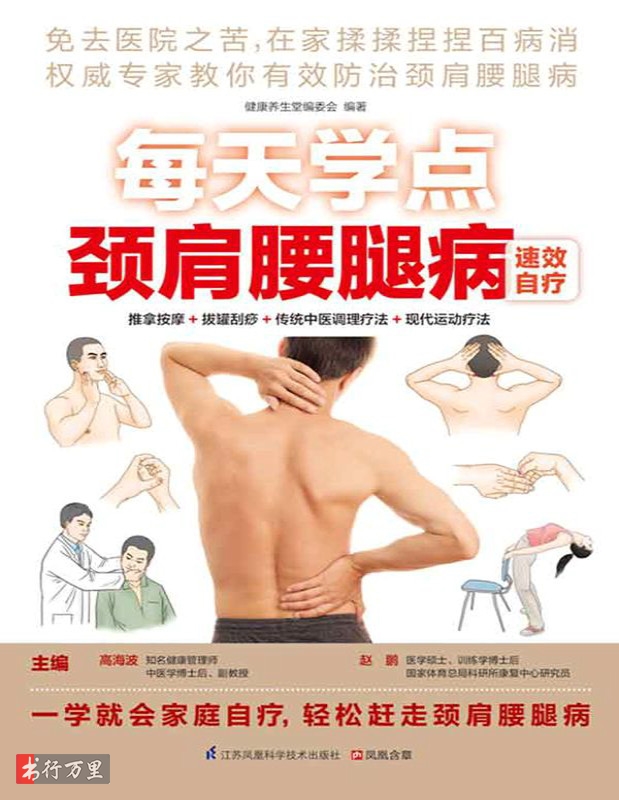 免去医院之苦,在家揉揉捏捏百病消
权威专家教你有效防治颈肩腰腿病
健康养生堂编委会 编著
每天学点
颈肩腰腿病
速效
自疗
推拿按摩+拔罐刮痧+传统中医调理疗法+现代运动疗法
主编
高海波 知名健康管理师
中医学博士后、副教授
赵 鹏 医学硕士、训练学博士后
国家体育总局科研所康复中心研究员
一学就会家庭自疗, 轻松赶走颈肩腰腿病
江苏凤凰科学技术出版社 凤凰含章
书行万里